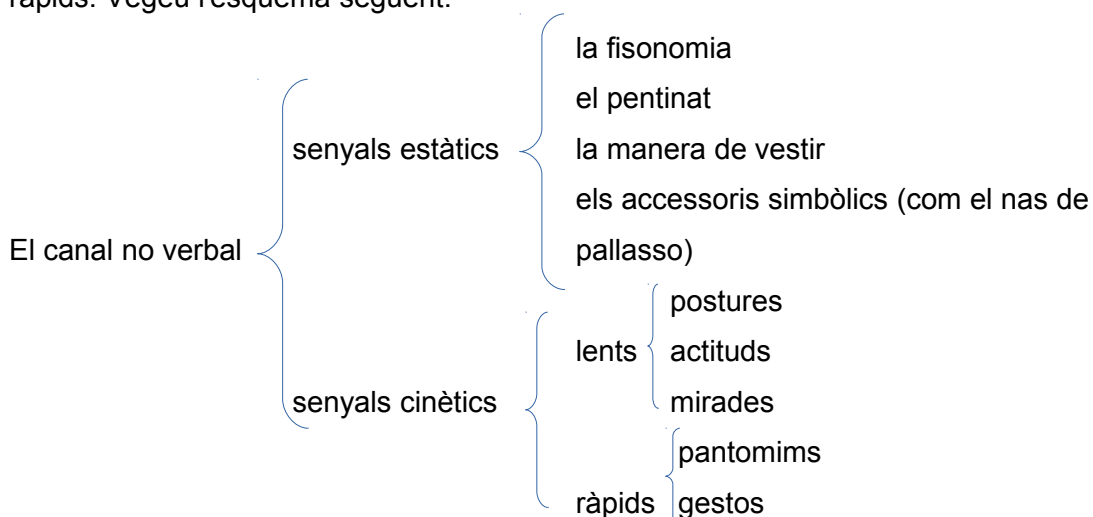 ràpids. Vegeu l'esquema següent:
la fisonomia
el pentinat
senyals estàtics
la manera de vestir
els accessoris simbòlics (com el nas de
El canal no verbal
pallasso)
postures
lents
actituds
senyals cinètics
mirades
pantomims
ràpids
gestos